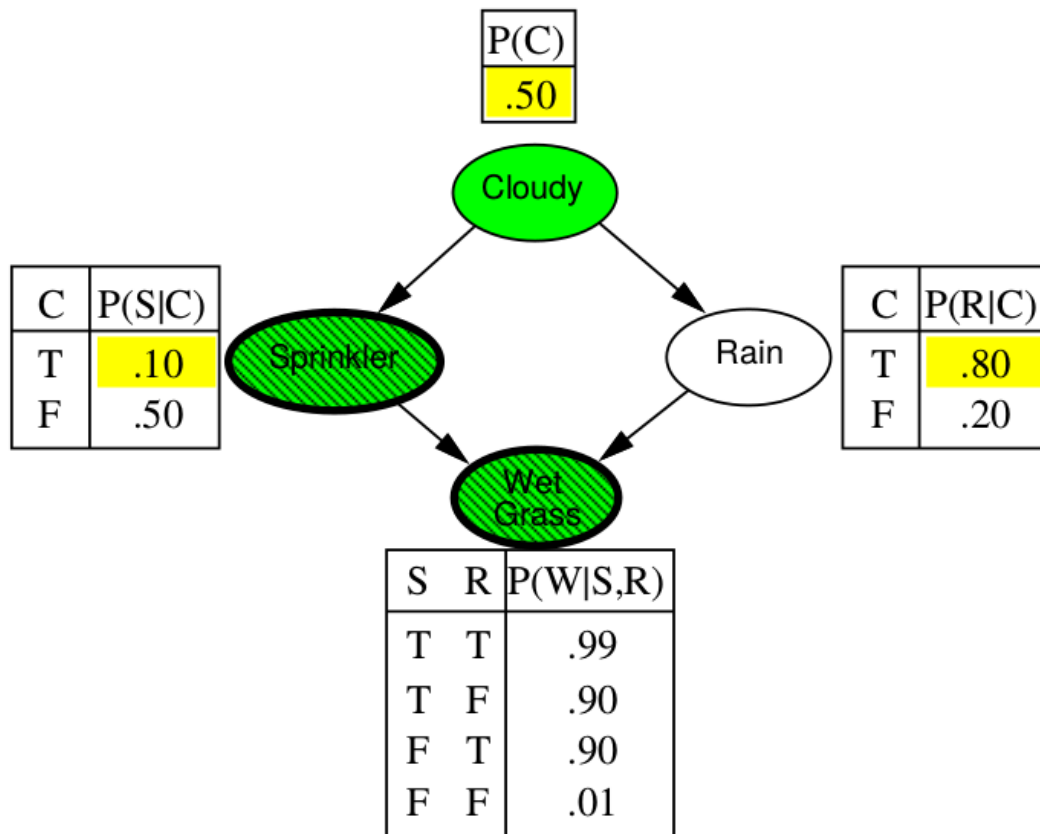 P(C)
.50
Cloudy
C P(S|C)
T .10
F .50
Sprinkler
Rain
C P(R|C)
T .80
F .20
Wet
Grass
S R P(W|S,R)
T T .99
T F .90
F T .90
F F .01